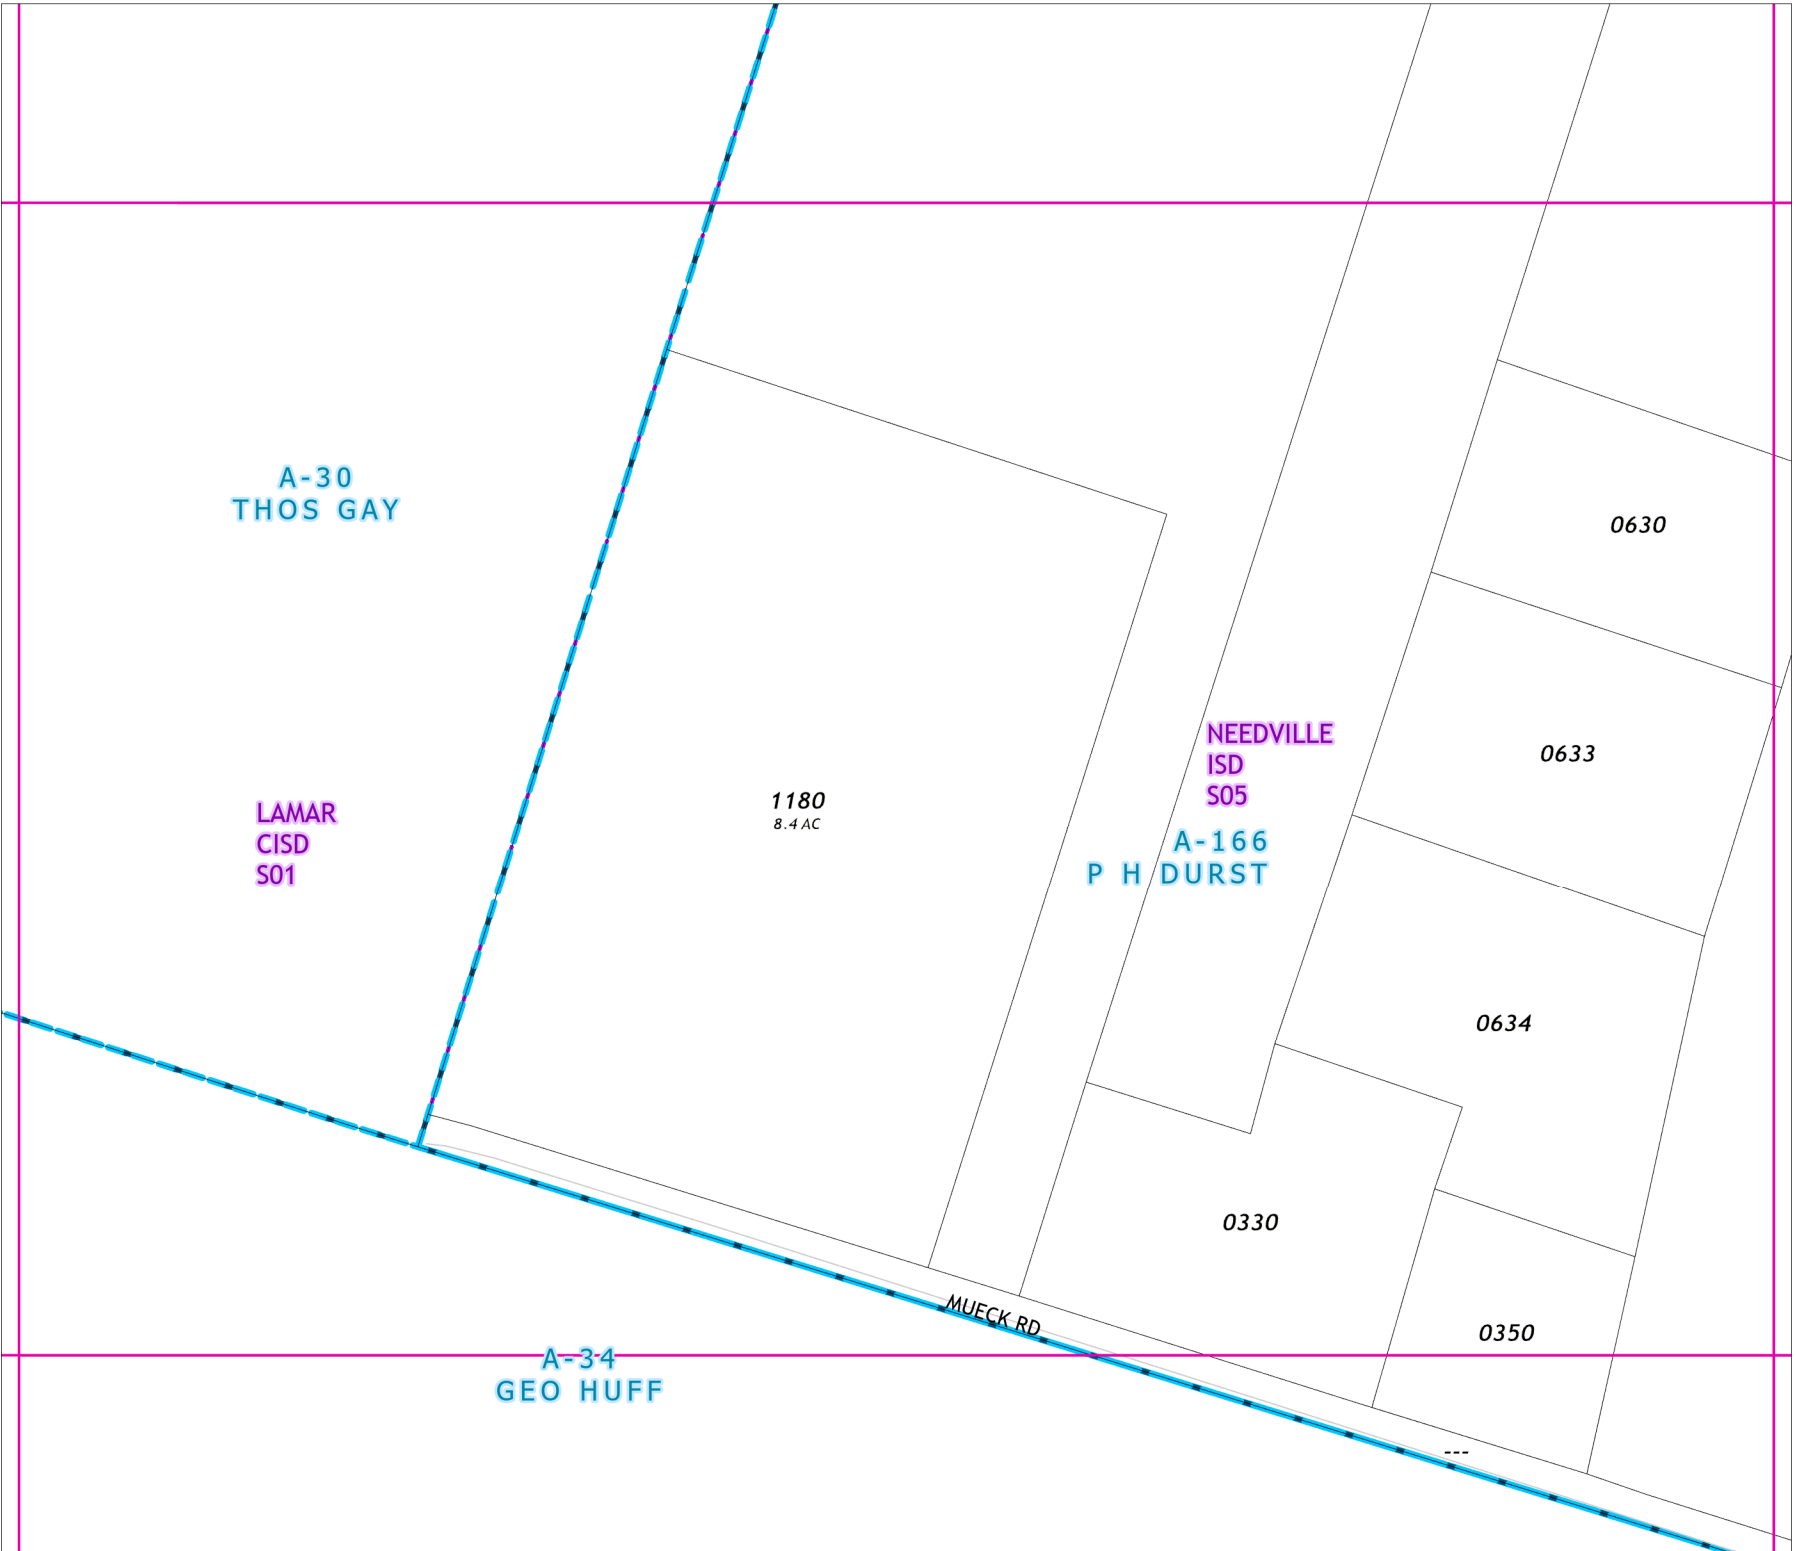 A-30
THOS GAY
0630
NEEDVILLE
ISD
S05
0633
1180
8.4 AC
LAMAR
CISD
S01
A-166
P H DURST
0634
0330
MUECK RD
0350
A-34
GEO HUFF
---